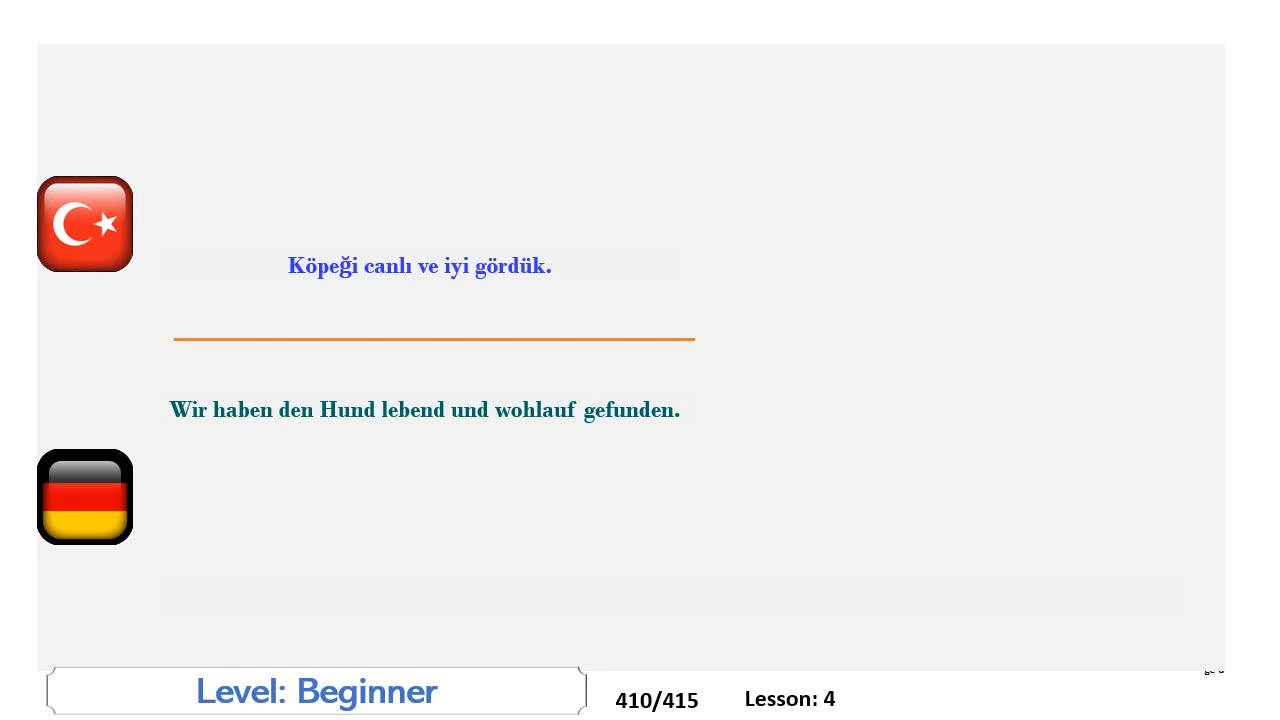 Köpeği canlı ve iyi gördük.
Wir haben den Hund lebend und wohlauf gefunden.
Level: Beginner
410/415
Lesson: 4